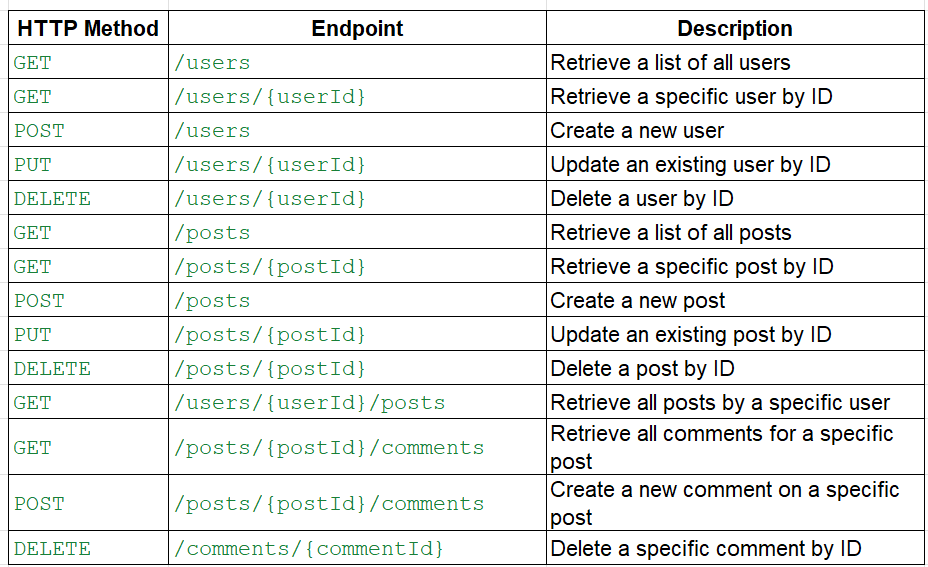 HTTP Method Endpoint Description
GET /users Retrieve a list of all users
GET /users/{userId} Retrieve a specific user by ID
POST /users Create a new user
PUT /users/{userId} Update an existing user by ID
DELETE /users/{userId} Delete a user by ID
GET /posts Retrieve a list of all posts
GET /posts/{postId} Retrieve a specific post by ID
POST /posts Create a new post
PUT /posts/{postId} Update an existing post by ID
DELETE /posts/{postId} Delete a post by ID
GET /users/{userId}/posts Retrieve all posts by a specific user
GET /posts/{postId}/comments Retrieve all comments for a specific
post
POST /posts/{postId}/comments Create a new comment on a specific
post
DELETE /comments/{commentId} Delete a specific comment by ID